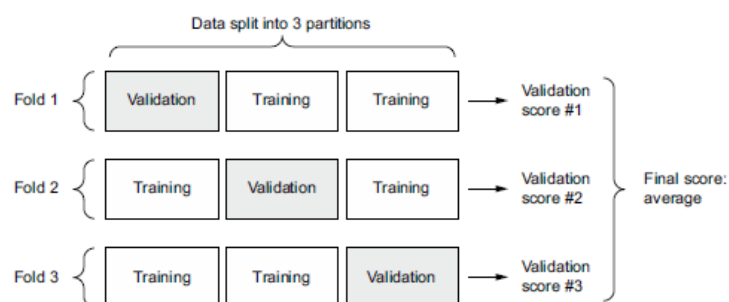 Data split into 3 partitions
Fold 1
Validation
Training
Training
Validation
score #1
Fold 2
Training
Validation
Training
Validation
score #2
Final score:
average
Fold 3
Training
Training
Validation
Validation
score #3